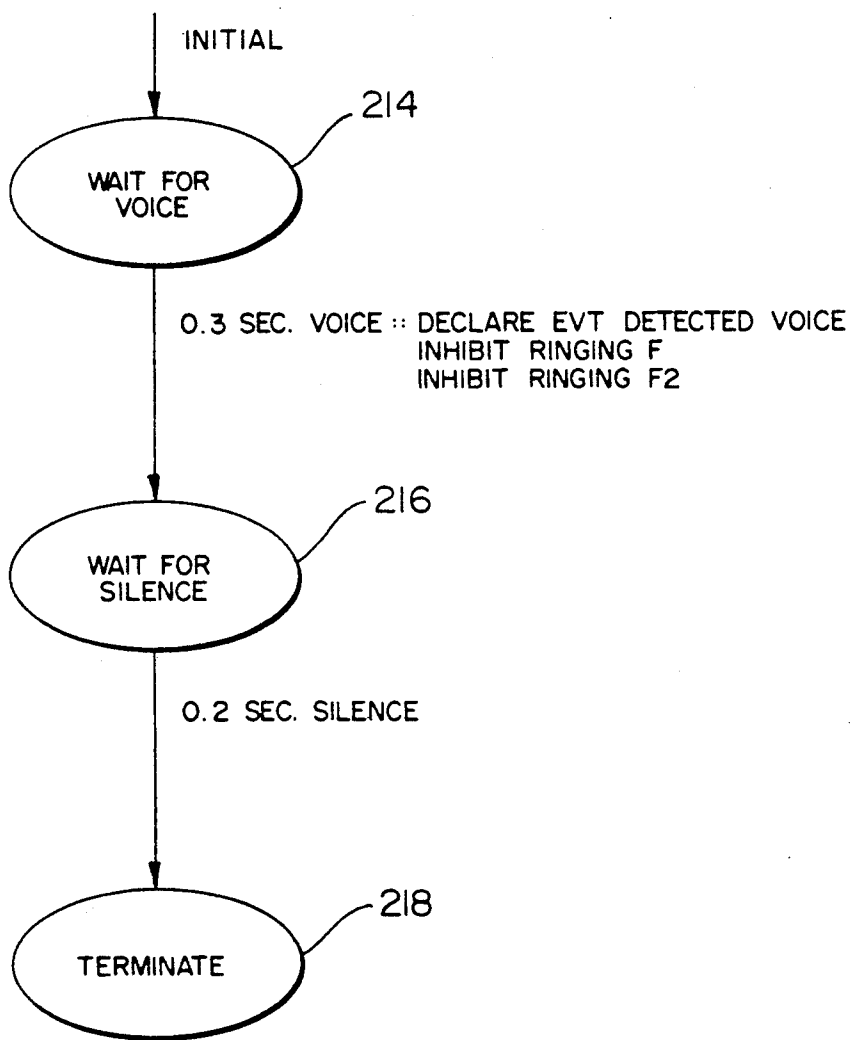 INITIAL
214
WAIT FOR
VOICE
0.3 SEC. VOICE :: DECLARE EVT DETECTED VOICE
INHIBIT RINGING F
INHIBIT RINGING F2
216
WAIT FOR
SILENCE
0.2 SEC. SILENCE
218
TERMINATE